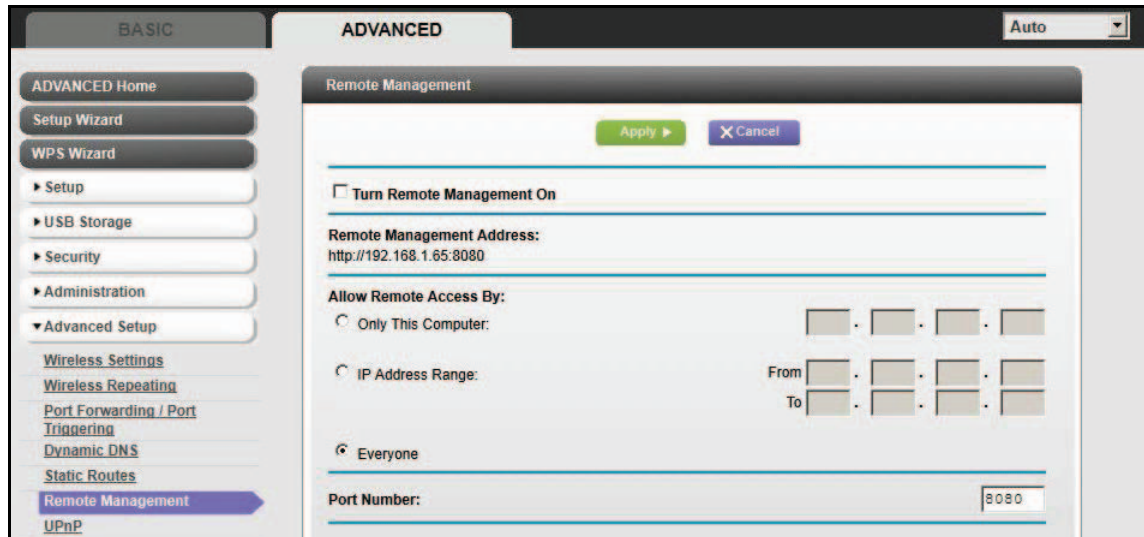 BASIC
ADVANCED
Auto
ADVANCED Home
Setup Wizard
WPS Wizard
Setup
USB Storage
Security
Administration
Advanced Setup
Wireless Settings
Wireless Repeating
Port Forwarding / Port
Triggering
Dynamic DNS
Static Routes
Remote Management
UPnP
Remote Management
Apply
Cancel
Turn Remote Management On
Remote Management Address:
http://192.168.1.65:8080
Allow Remote Access By:
Only This Computer:
. . .
IP Address Range:
From . . .
To . . .
Everyone
Port Number:
8080